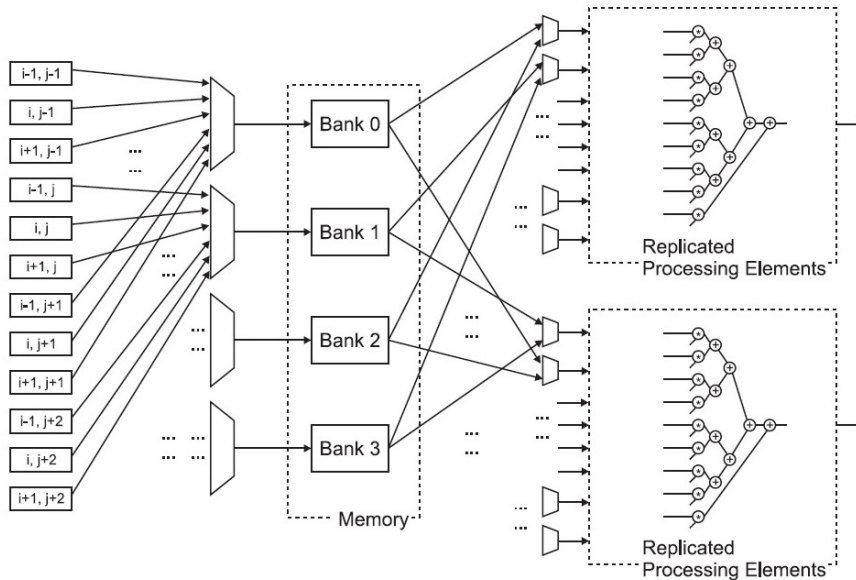 i-1, j-1
i, j-1
i+1, j-1
i-1, j
i, j
i+1, j
i-1, j+1
i, j+1
i+1, j+1
i-1, j+2
i, j+2
i+1, j+2
... ...
... ...
... ...
... ...
Bank 0
Bank 1
Bank 2
Bank 3
Memory
... ...
... ...
... ...
... ...
... ...
... ...
* * * * * * * * *
+ + + + + + + +
Replicated
Processing Elements
* * * * * * * * *
+ + + + + + + +
Replicated
Processing Elements